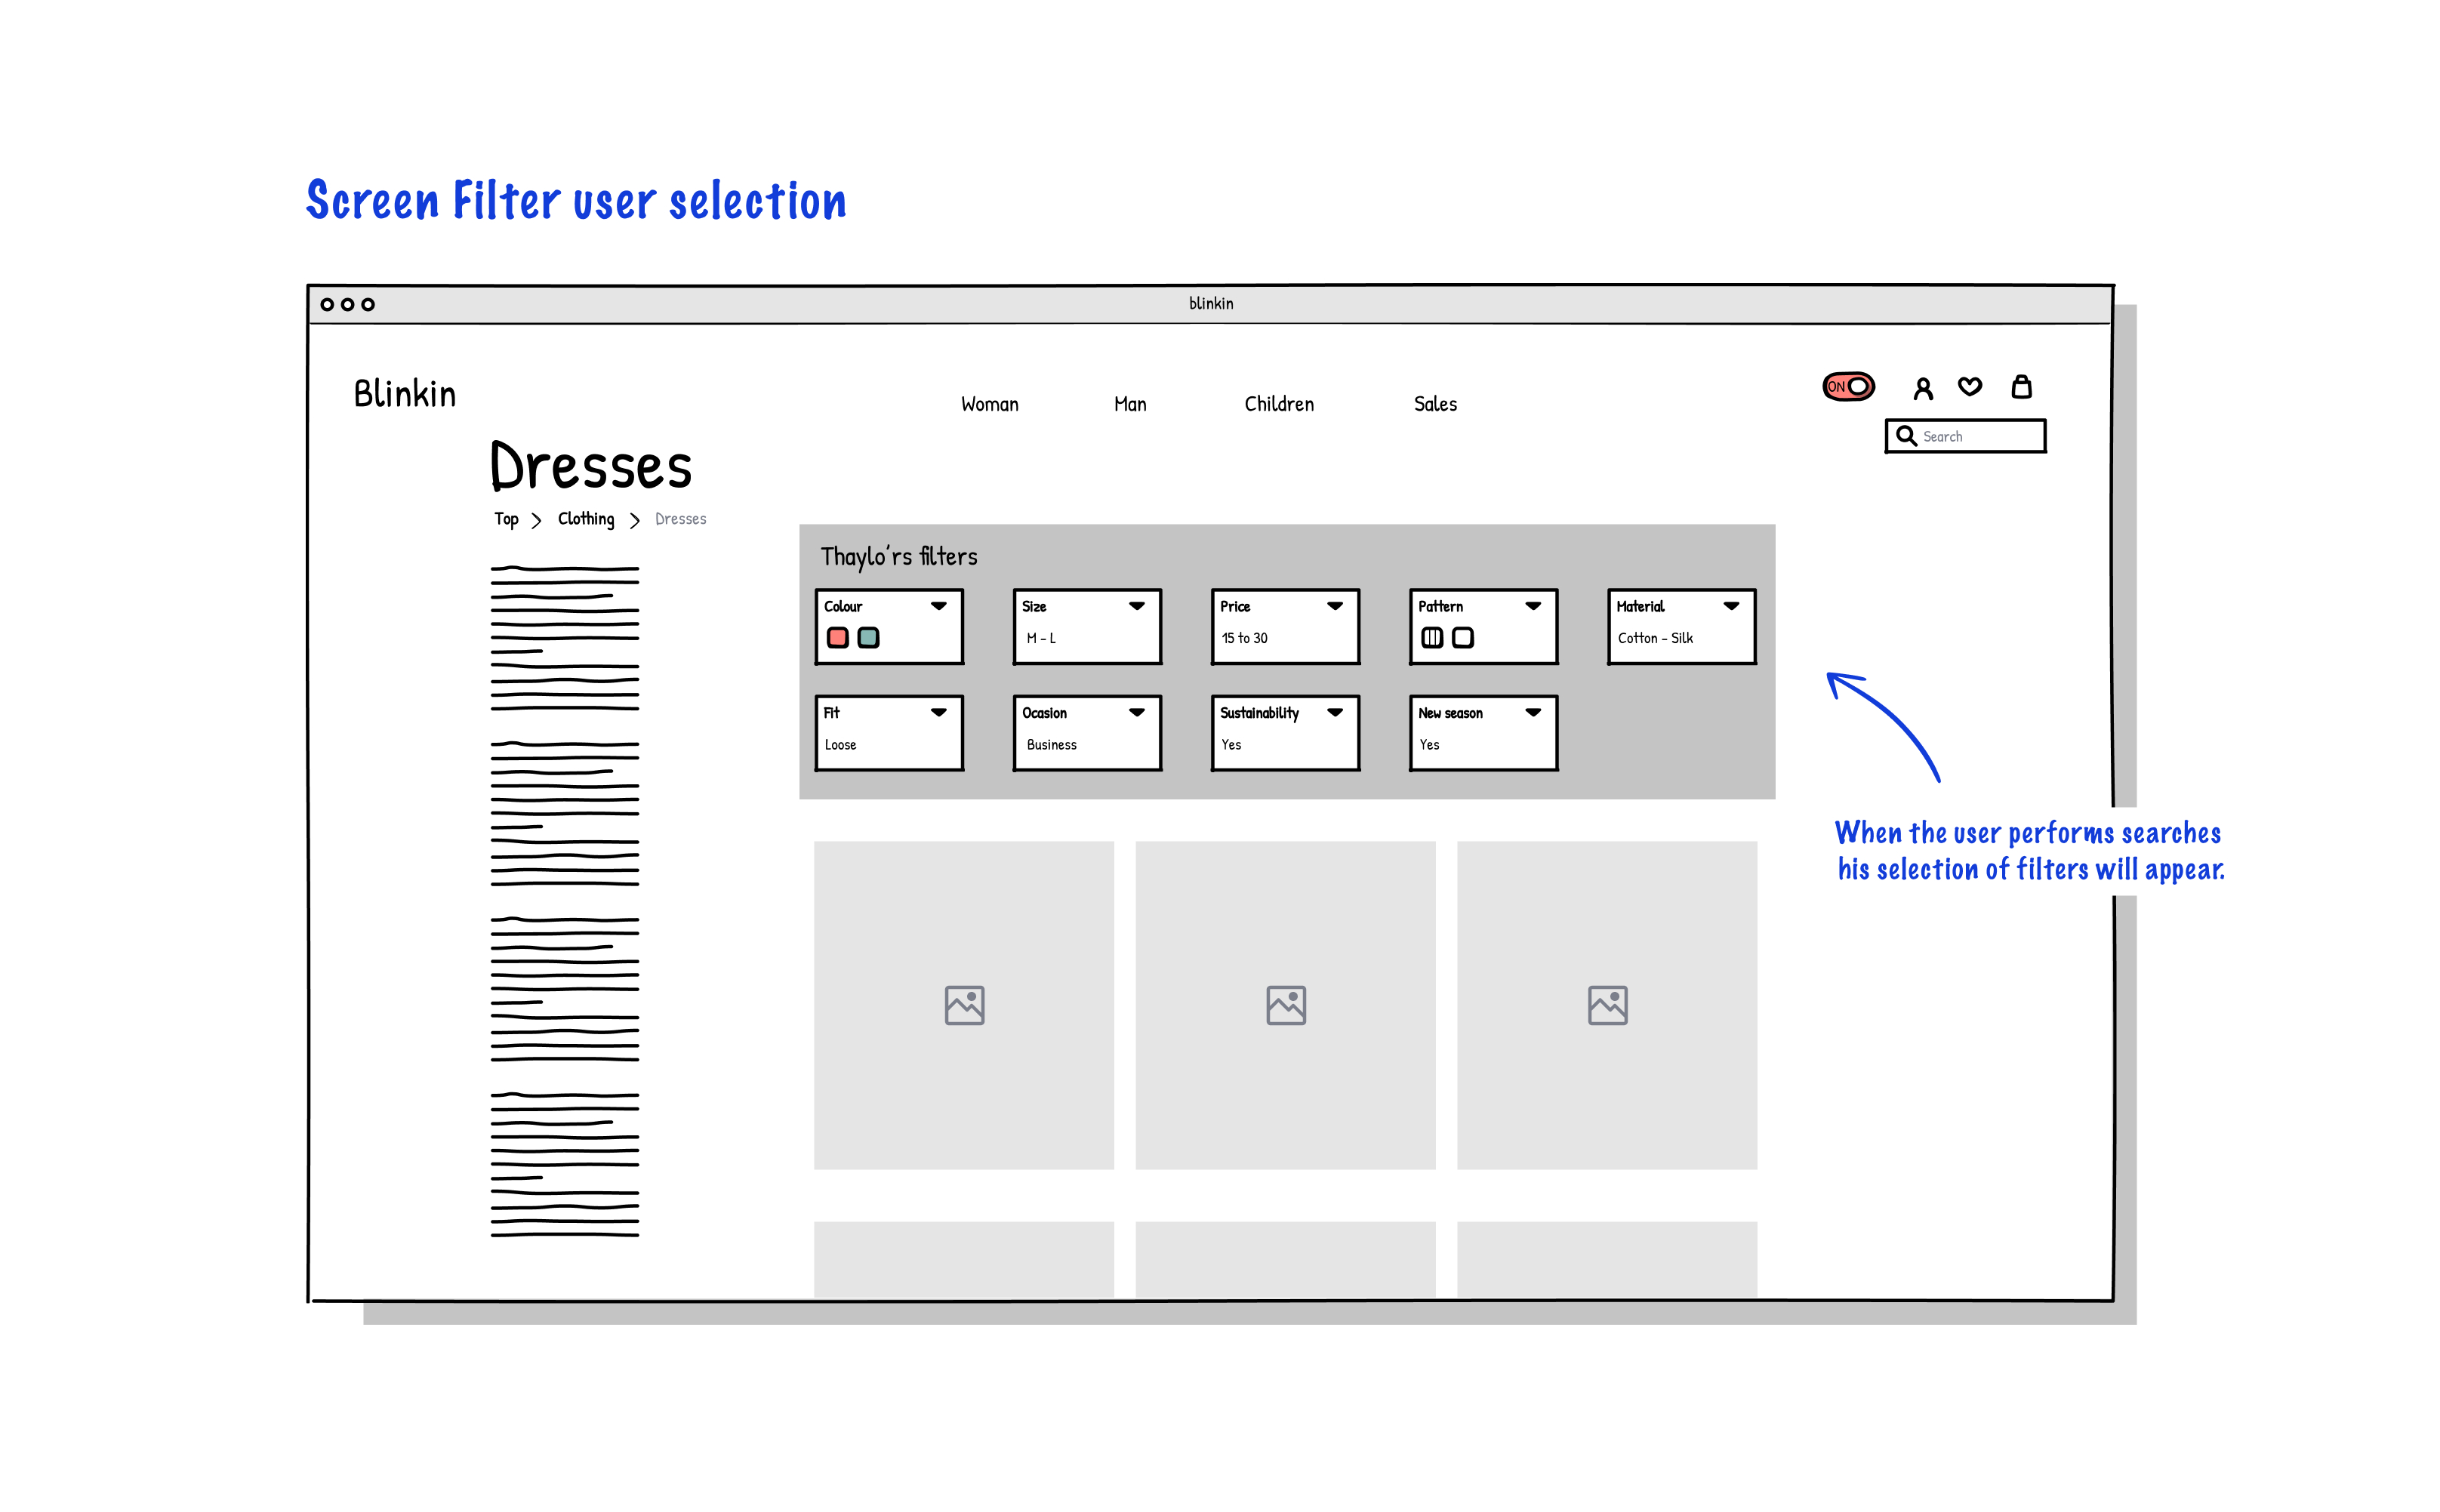 Screen Filter user selection
blinkin
Blinkin
Woman Man Children Sales
ON
Search
Dresses
Top > Clothing > Dresses
Thaylo'rs filters
Colour Size Price Pattern Material
M - L 15 to 30 Cotton - Silk
Fit Ocasion Sustainability New season
Loose Business Yes Yes
When the user performs searches
his selection of filters will appear.